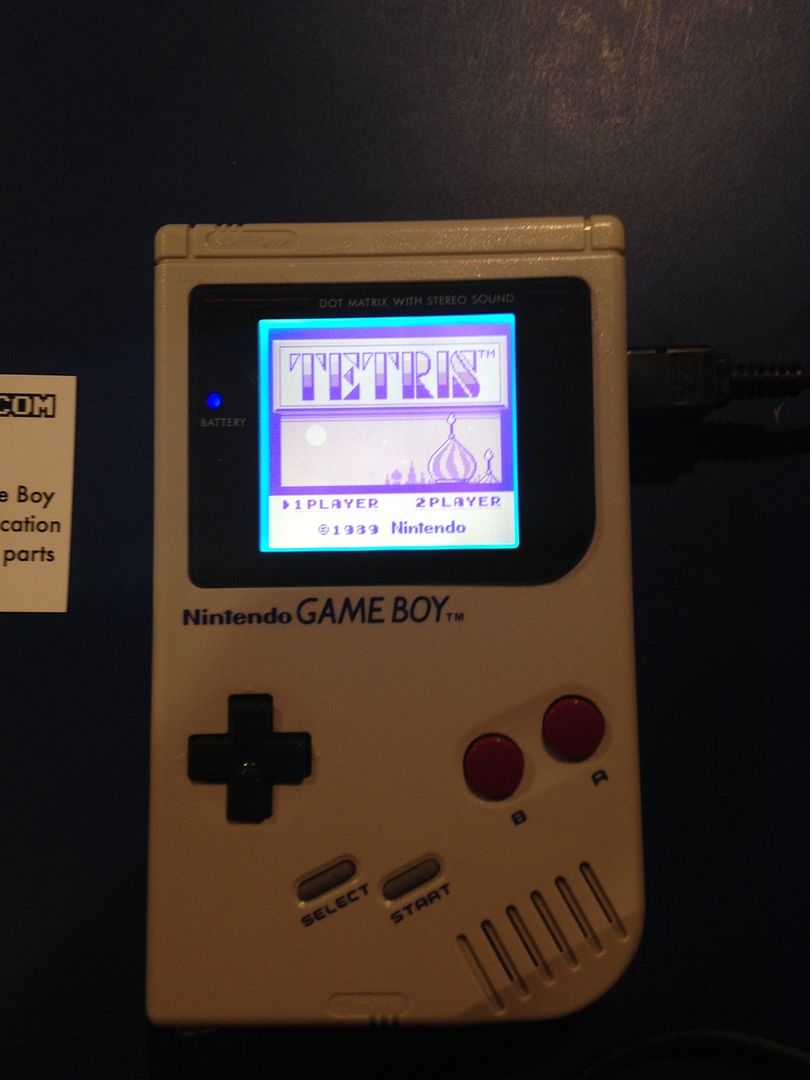 DOT MATRIX WITH STEREO SOUND
TETRIS™
BATTERY
▶1PLAYER 2PLAYER
©1989 Nintendo
Nintendo GAME BOY™
B A
SELECT START
COM
e Boy
cation
parts